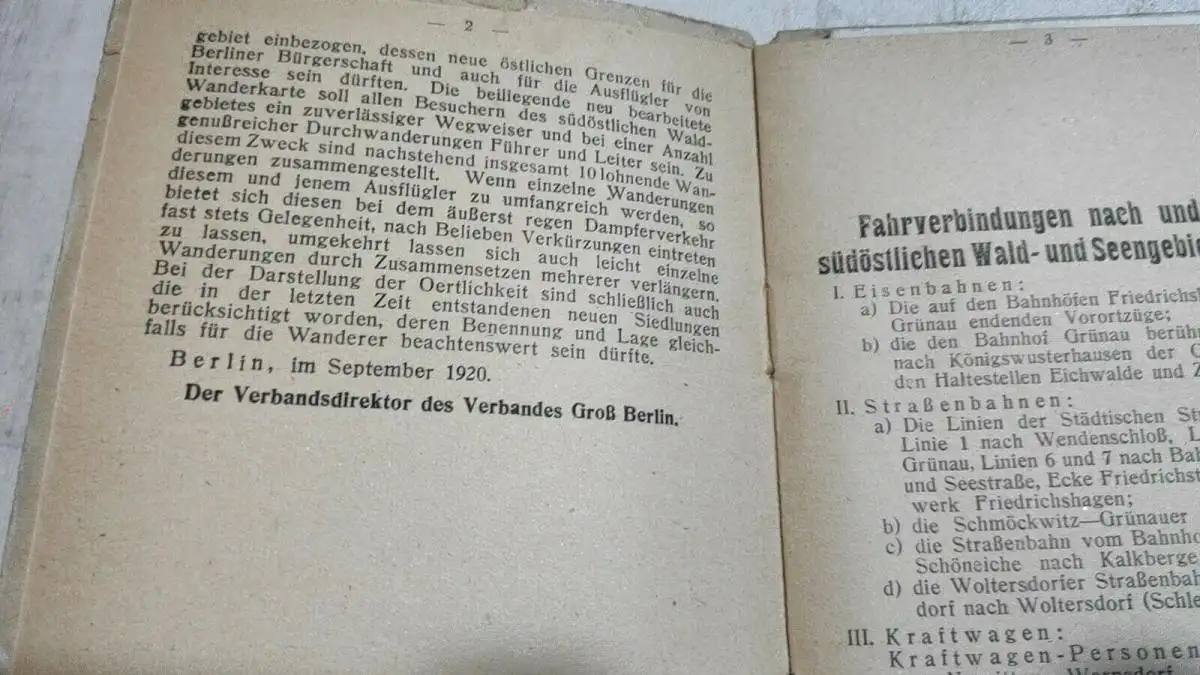 — 2 —
gebiet einbezogen, dessen neue östlichen Grenzen für die
Berliner Bürgerschaft und auch für die Ausflügler von
Interesse sein dürften. Die beiliegende neu bearbeitete
Wanderkarte soll allen Besuchern des südöstlichen Wald-
gebietes ein zuverlässiger Wegweiser und bei einer Anzahl
genußreicher Durchwanderungen Führer und Leiter sein. Zu
diesem Zweck sind nachstehend insgesamt 10 lohnende Wan-
derungen zusammengestellt. Wenn einzelne Wanderungen
diesem und jenem Ausflügler zu umfangreich werden, so
bietet sich diesen bei dem äußerst regen Dampferverkehr
fast stets Gelegenheit, nach Belieben Verkürzungen eintreten
zu lassen, umgekehrt lassen sich auch leicht einzelne
Wanderungen durch Zusammensetzen mehrerer verlängern.
Bei der Darstellung der Oertlichkeit sind schließlich auch
die in der letzten Zeit entstandenen neuen Siedlungen
berücksichtigt worden, deren Benennung und Lage gleich-
falls für die Wanderer beachtenswert sein dürfte.
Berlin, im September 1920.
Der Verbandsdirektor des Verbandes Groß Berlin.
— 3 —
Fahrverbindungen nach und
südöstlichen Wald- und Seengebie
I. Eisenbahnen:
a) Die auf den Bahnhöfen Friedrichs
Grünau endenden Vorortzüge;
b) die den Bahnhof Grünau berüh
nach Königswusterhausen der G
den Haltestellen Eichwalde und Z
II. Straßenbahnen:
a) Die Linien der Städtischen Str
Linie 1 nach Wendenschloß, L
Grünau, Linien 6 und 7 nach Bah
und Seestraße, Ecke Friedrichst
werk Friedrichshagen;
b) die Schmöckwitz—Grünauer
c) die Straßenbahn vom Bahnho
Schöneiche nach Kalkberge
d) die Woltersdorfer Straßenbah
dorf nach Woltersdorf (Schle
III. Kraftwagen:
Kraftwagen-Personen